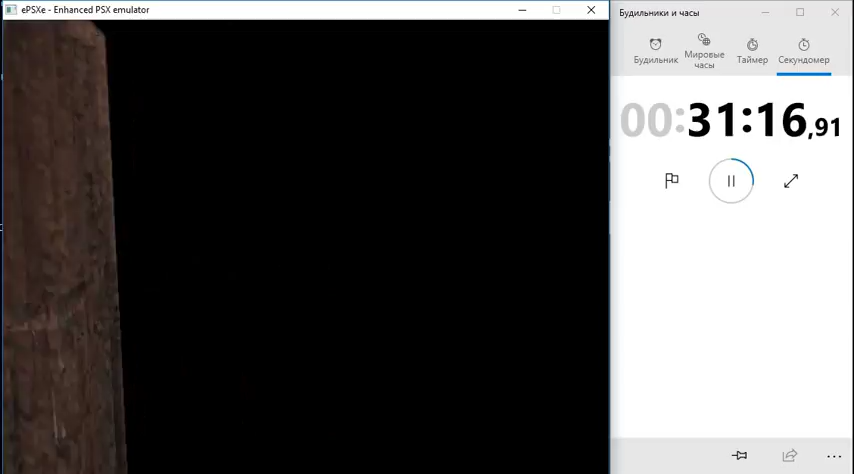 ePSXe - Enhanced PSX emulator
Будильники и часы
Будильник
Мировые
часы
Таймер
Секундомер
00:31:16,91